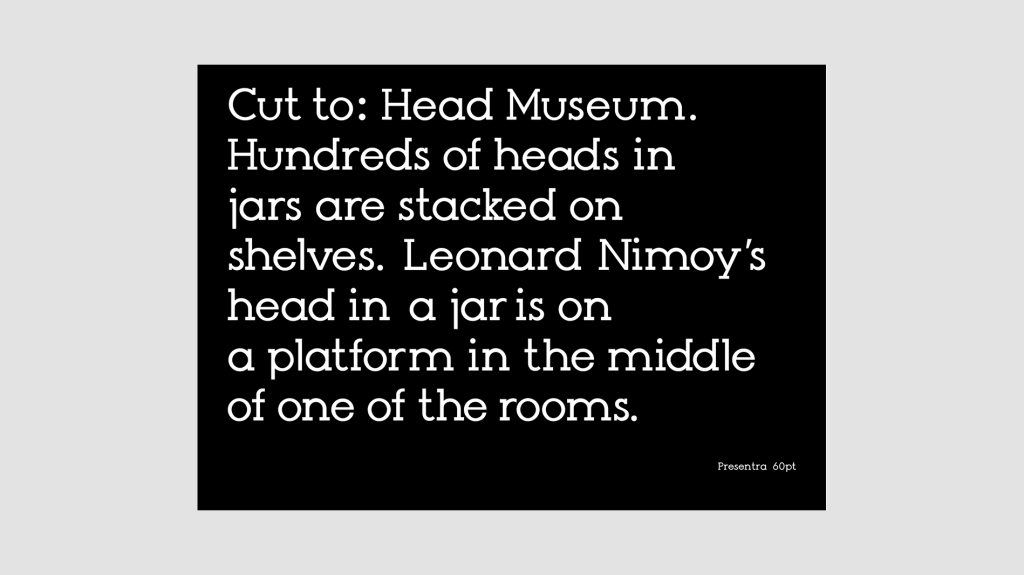 Cut to: Head Museum.
Hundreds of heads in
jars are stacked on
shelves. Leonard Nimoy's
head in a jar is on
a platform in the middle
of one of the rooms.
Presentra 60pt